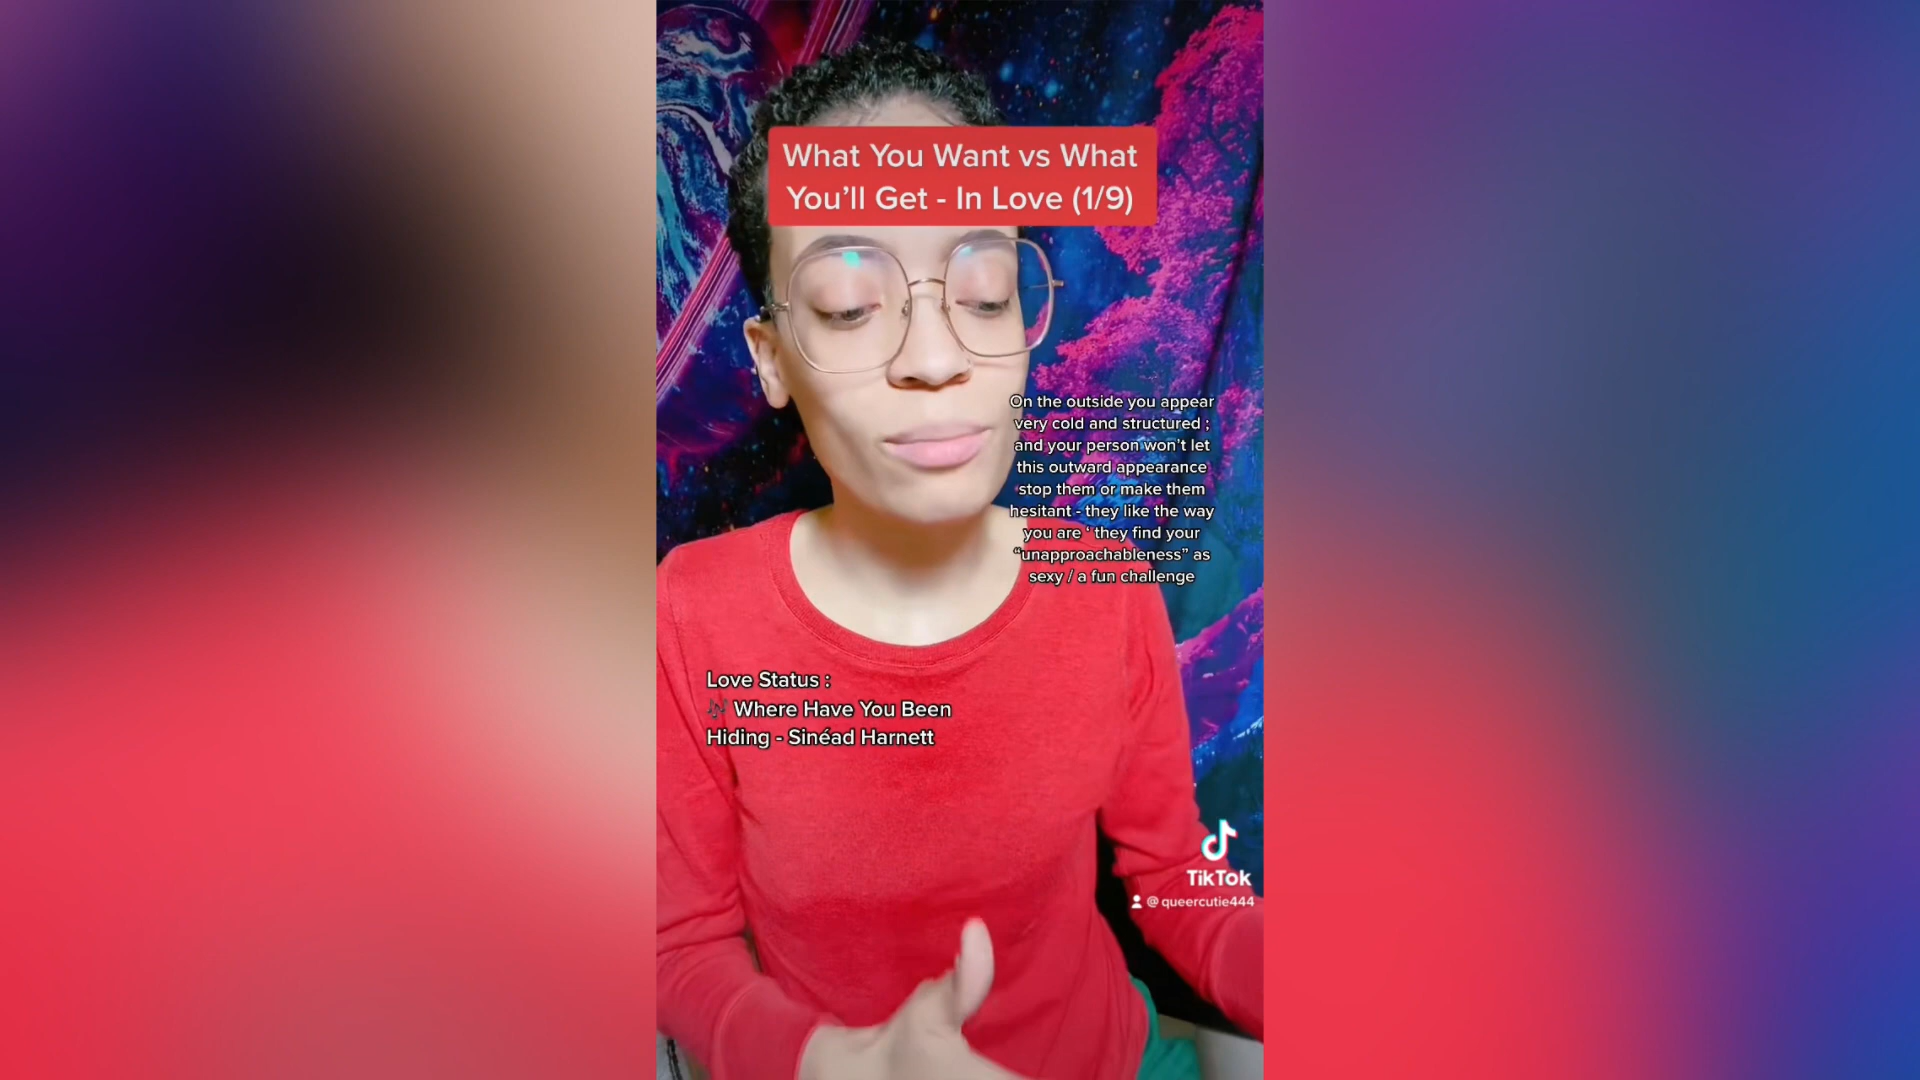 What You Want vs What
You’ll Get - In Love (1/9)
On the outside you appear
very cold and structured ;
and your person won’t let
this outward appearance
stop them or make them
hesitant - they like the way
you are ‘ they find your
“unapproachableness” as
sexy / a fun challenge
Love Status :
🎶 Where Have You Been
Hiding - Sinéad Harnett
TikTok
@queercutie444